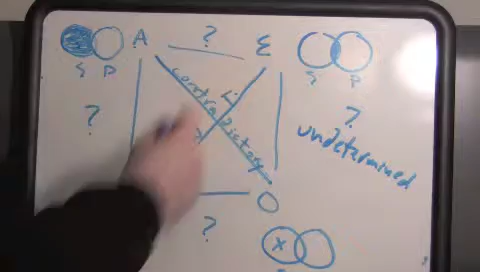 A ? E
S P
S P
contradictory
?
?
undetermined
O
?
X